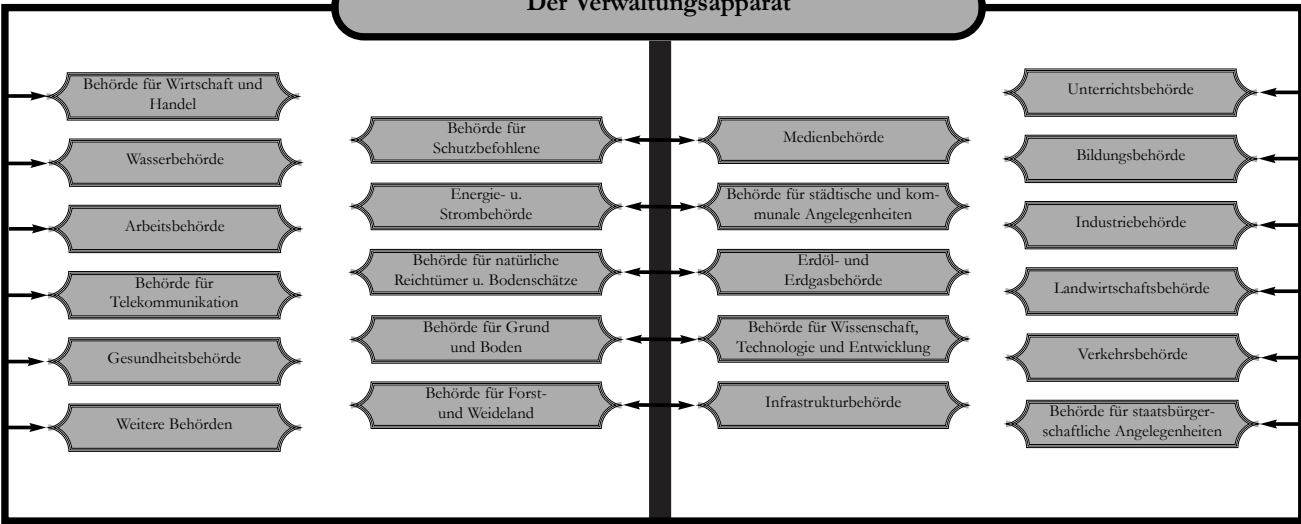 Der Verwaltungsapparat
Behörde für Wirtschaft und
Handel
Wasserbehörde
Arbeitsbehörde
Behörde für
Telekommunikation
Gesundheitsbehörde
Weitere Behörden
Behörde für
Schutzbefohlene
Energie- u.
Strombehörde
Behörde für natürliche
Reichtümer u. Bodenschätze
Behörde für Grund
und Boden
Behörde für Forst-
und Weideland
Medienbehörde
Behörde für städtische und kom-
munale Angelegenheiten
Erdöl- und
Erdgasbehörde
Behörde für Wissenschaft,
Technologie und Entwicklung
Infrastrukturbehörde
Unterrichtsbehörde
Bildungsbehörde
Industriebehörde
Landwirtschaftsbehörde
Verkehrsbehörde
Behörde für staatsbürger-
schaftliche Angelegenheiten